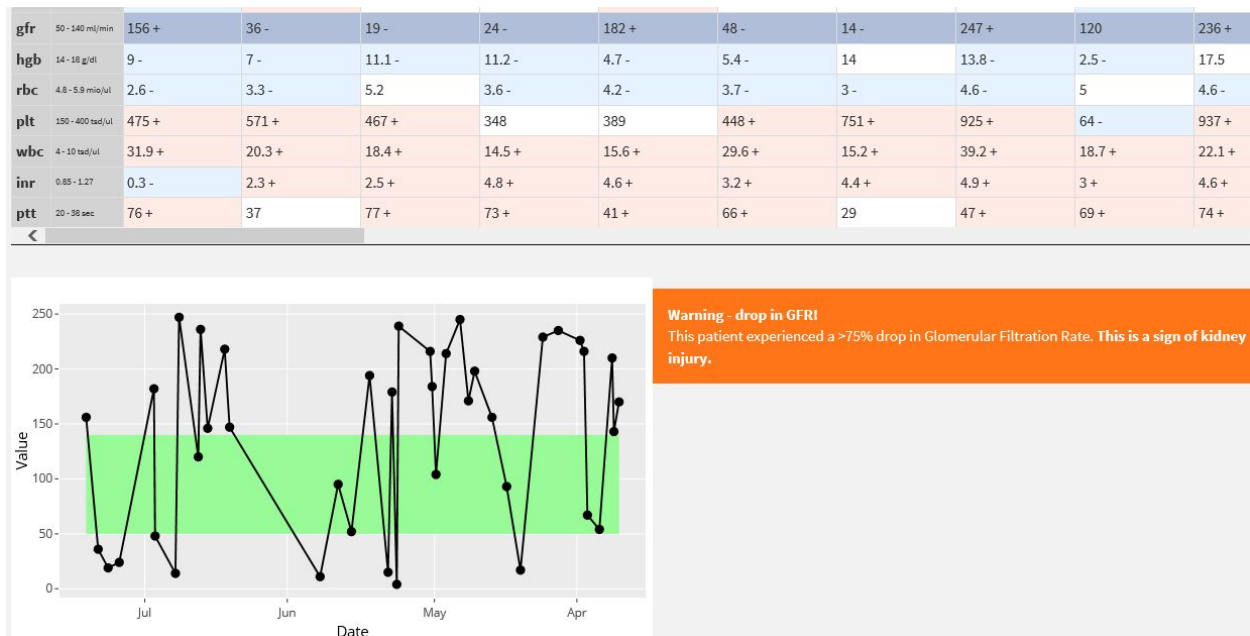 gfr 50 - 140 ml/min 156 + 36 - 19 - 24 - 182 + 48 - 14 - 247 + 120 236 +
hgb 14 - 18 g/dl 9 - 7 - 11.1 - 11.2 - 4.7 - 5.4 - 14 13.8 - 2.5 - 17.5
rbc 4.8 - 5.9 mio/ul 2.6 - 3.3 - 5.2 3.6 - 4.2 - 3.7 - 3 - 4.6 - 5 4.6 -
plt 150 - 400 tsd/ul 475 + 571 + 467 + 348 389 448 + 751 + 925 + 64 - 937 +
wbc 4 - 10 tsd/ul 31.9 + 20.3 + 18.4 + 14.5 + 15.6 + 29.6 + 15.2 + 39.2 + 18.7 + 22.1 +
inr 0.85 - 1.27 0.3 - 2.3 + 2.5 + 4.8 + 4.6 + 3.2 + 4.4 + 4.9 + 3 + 4.6 +
ptt 20 - 38 sec 76 + 37 77 + 73 + 41 + 66 + 29 47 + 69 + 74 +
Warning - drop in GFR!
This patient experienced a >75% drop in Glomerular Filtration Rate. This is a sign of kidney
injury.
250
200
150
100
50
0
Value
Jul Jun May Apr
Date